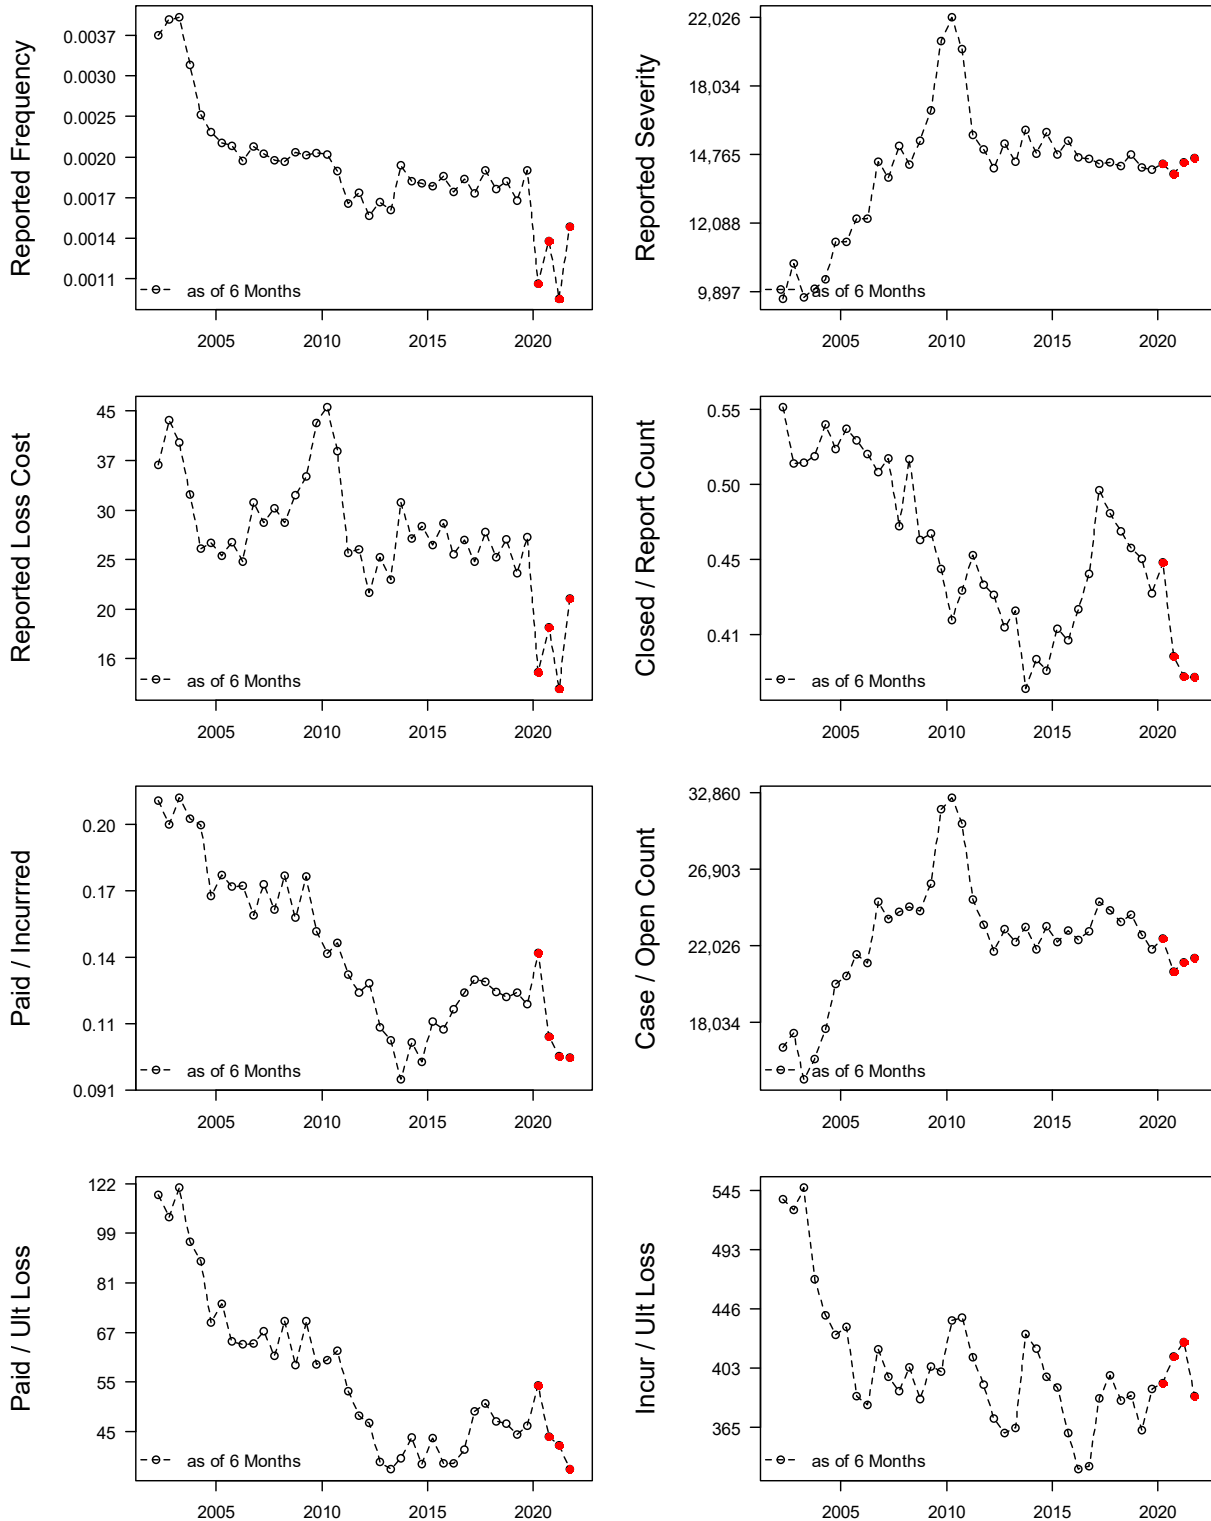 Reported Frequency
0.0037
0.0030
0.0025
0.0020
0.0017
0.0014
0.0011
as of 6 Months
2005 2010 2015 2020
Reported Severity
22,026
18,034
14,765
12,088
9,897
as of 6 Months
2005 2010 2015 2020
Reported Loss Cost
45
37
30
25
20
16
as of 6 Months
2005 2010 2015 2020
Closed / Report Count
0.55
0.50
0.45
0.41
as of 6 Months
2005 2010 2015 2020
Paid / Incurrred
0.20
0.17
0.14
0.11
0.091
as of 6 Months
2005 2010 2015 2020
Case / Open Count
32,860
26,903
22,026
18,034
as of 6 Months
2005 2010 2015 2020
Paid / Ult Loss
122
99
81
67
55
45
as of 6 Months
2005 2010 2015 2020
Incur / Ult Loss
545
493
446
403
365
as of 6 Months
2005 2010 2015 2020